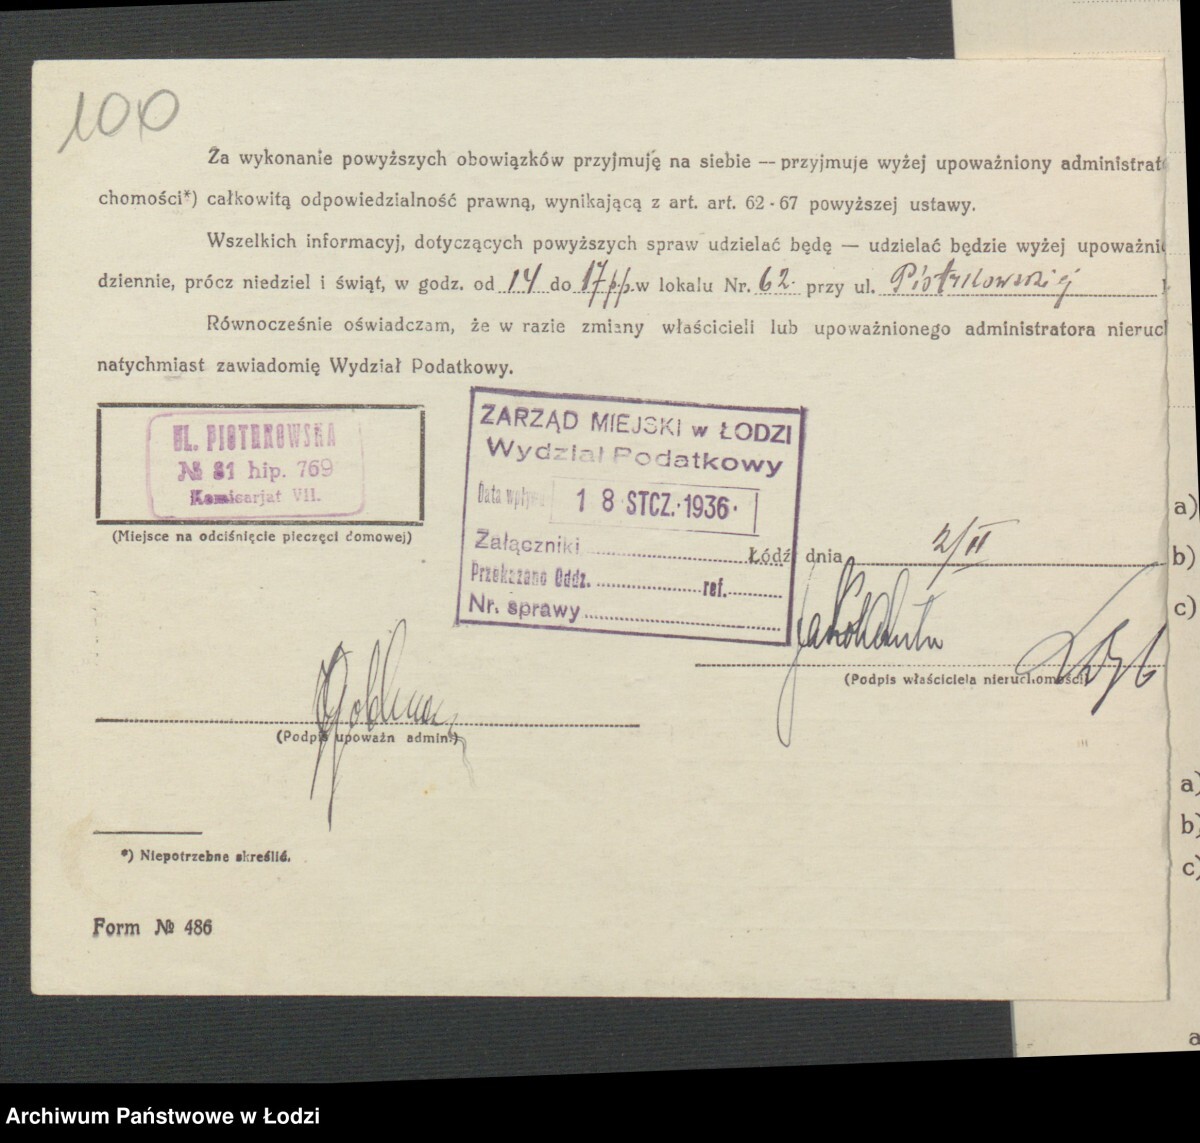 100
Za wykonanie powyższych obowiązków przyjmuję na siebie — przyjmuje wyżej upoważniony administrat
chomości*) całkowitą odpowiedzialność prawną, wynikającą z art. art. 62-67 powyższej ustawy.
Wszelkich informacyj, dotyczących powyższych spraw udzielać będę — udzielać będzie wyżej upoważni
dziennie, prócz niedziel i świąt, w godz. od 14 do 17 p/p. w lokalu Nr. 62. przy ul. Piotrkowskiej
Równocześnie oświadczam, że w razie zmiany właścicieli lub upoważnionego administratora nieruch
natychmiast zawiadomię Wydział Podatkowy.
UL. PIOTRKOWSKA
№ 81 hip. 769
Komisarjat VII.
(Miejsce na odciśnięcie pieczęci domowej)
ZARZĄD MIEJSKI w ŁODZI
Wydział Podatkowy
Data wpływu 18 STCZ. 1936
Załączniki
Przekazano Oddz. ref.
Nr. sprawy
Łódź dnia 2/II
(Podpis właściciela nieruchomości)
(Podpis upoważn admin.)
*) Niepotrzebne skreślić.
Form № 486
a)
b)
c)
a)
b)
c)
a
Archiwum Państwowe w Łodzi